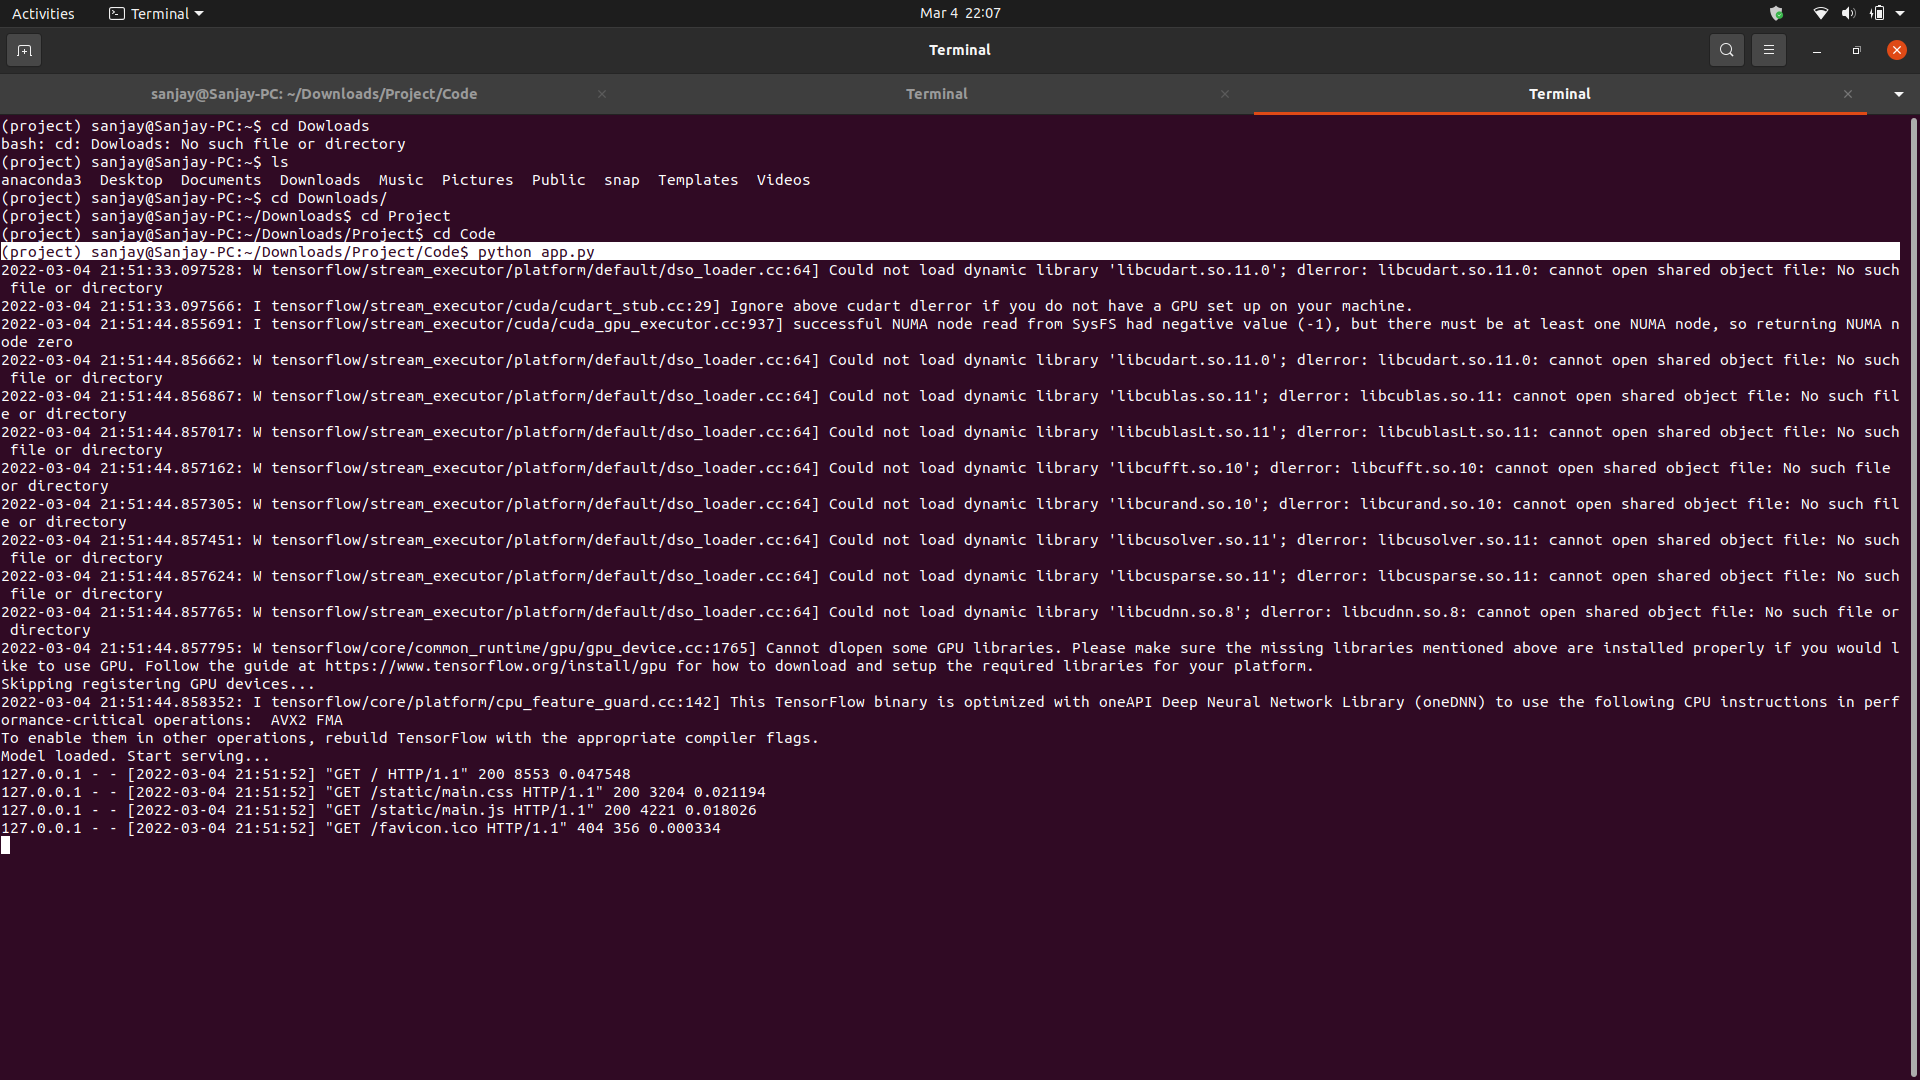 Activities Terminal Mar 4 22:07
Terminal
sanjay@Sanjay-PC: ~/Downloads/Project/Code Terminal Terminal
(project) sanjay@Sanjay-PC:~$ cd Dowloads
bash: cd: Dowloads: No such file or directory
(project) sanjay@Sanjay-PC:~$ ls
anaconda3  Desktop  Documents  Downloads  Music  Pictures  Public  snap  Templates  Videos
(project) sanjay@Sanjay-PC:~$ cd Downloads/
(project) sanjay@Sanjay-PC:~/Downloads$ cd Project
(project) sanjay@Sanjay-PC:~/Downloads/Project$ cd Code
(project) sanjay@Sanjay-PC:~/Downloads/Project/Code$ python app.py
2022-03-04 21:51:33.097528: W tensorflow/stream_executor/platform/default/dso_loader.cc:64] Could not load dynamic library 'libcudart.so.11.0'; dlerror: libcudart.so.11.0: cannot open shared object file: No such
 file or directory
2022-03-04 21:51:33.097566: I tensorflow/stream_executor/cuda/cudart_stub.cc:29] Ignore above cudart dlerror if you do not have a GPU set up on your machine.
2022-03-04 21:51:44.855691: I tensorflow/stream_executor/cuda/cuda_gpu_executor.cc:937] successful NUMA node read from SysFS had negative value (-1), but there must be at least one NUMA node, so returning NUMA n
ode zero
2022-03-04 21:51:44.856662: W tensorflow/stream_executor/platform/default/dso_loader.cc:64] Could not load dynamic library 'libcudart.so.11.0'; dlerror: libcudart.so.11.0: cannot open shared object file: No such
 file or directory
2022-03-04 21:51:44.856867: W tensorflow/stream_executor/platform/default/dso_loader.cc:64] Could not load dynamic library 'libcublas.so.11'; dlerror: libcublas.so.11: cannot open shared object file: No such fil
e or directory
2022-03-04 21:51:44.857017: W tensorflow/stream_executor/platform/default/dso_loader.cc:64] Could not load dynamic library 'libcublasLt.so.11'; dlerror: libcublasLt.so.11: cannot open shared object file: No such
 file or directory
2022-03-04 21:51:44.857162: W tensorflow/stream_executor/platform/default/dso_loader.cc:64] Could not load dynamic library 'libcufft.so.10'; dlerror: libcufft.so.10: cannot open shared object file: No such file
or directory
2022-03-04 21:51:44.857305: W tensorflow/stream_executor/platform/default/dso_loader.cc:64] Could not load dynamic library 'libcurand.so.10'; dlerror: libcurand.so.10: cannot open shared object file: No such fil
e or directory
2022-03-04 21:51:44.857451: W tensorflow/stream_executor/platform/default/dso_loader.cc:64] Could not load dynamic library 'libcusolver.so.11'; dlerror: libcusolver.so.11: cannot open shared object file: No such
 file or directory
2022-03-04 21:51:44.857624: W tensorflow/stream_executor/platform/default/dso_loader.cc:64] Could not load dynamic library 'libcusparse.so.11'; dlerror: libcusparse.so.11: cannot open shared object file: No such
 file or directory
2022-03-04 21:51:44.857765: W tensorflow/stream_executor/platform/default/dso_loader.cc:64] Could not load dynamic library 'libcudnn.so.8'; dlerror: libcudnn.so.8: cannot open shared object file: No such file or
 directory
2022-03-04 21:51:44.857795: W tensorflow/core/common_runtime/gpu/gpu_device.cc:1765] Cannot dlopen some GPU libraries. Please make sure the missing libraries mentioned above are installed properly if you would l
ike to use GPU. Follow the guide at https://www.tensorflow.org/install/gpu for how to download and setup the required libraries for your platform.
Skipping registering GPU devices...
2022-03-04 21:51:44.858352: I tensorflow/core/platform/cpu_feature_guard.cc:142] This TensorFlow binary is optimized with oneAPI Deep Neural Network Library (oneDNN) to use the following CPU instructions in perf
ormance-critical operations:  AVX2 FMA
To enable them in other operations, rebuild TensorFlow with the appropriate compiler flags.
Model loaded. Start serving...
127.0.0.1 - - [2022-03-04 21:51:52] "GET / HTTP/1.1" 200 8553 0.047548
127.0.0.1 - - [2022-03-04 21:51:52] "GET /static/main.css HTTP/1.1" 200 3204 0.021194
127.0.0.1 - - [2022-03-04 21:51:52] "GET /static/main.js HTTP/1.1" 200 4221 0.018026
127.0.0.1 - - [2022-03-04 21:51:52] "GET /favicon.ico HTTP/1.1" 404 356 0.000334